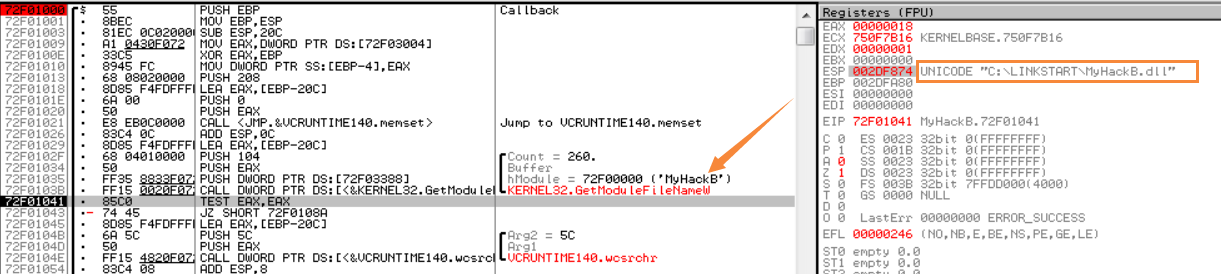 72F01000 $ 55 PUSH EBP Callback
72F01001 . 8BEC MOV EBP,ESP
72F01003 . 81EC 0C020000 SUB ESP,20C
72F01009 . A1 0430F072 MOV EAX,DWORD PTR DS:[72F03004]
72F0100E . 33C5 XOR EAX,EBP
72F01010 . 8945 FC MOV DWORD PTR SS:[EBP-4],EAX
72F01013 . 68 08020000 PUSH 208
72F01018 . 8D85 F4FDFFFF LEA EAX,[EBP-20C]
72F0101E . 6A 00 PUSH 0
72F01020 . 50 PUSH EAX
72F01021 . E8 EB0C0000 CALL <JMP.&VCRUNTIME140.memset> Jump to VCRUNTIME140.memset
72F01026 . 83C4 0C ADD ESP,0C
72F01029 . 8D85 F4FDFFFF LEA EAX,[EBP-20C]
72F0102F . 68 04010000 PUSH 104 Count = 260.
72F01034 . 50 PUSH EAX Buffer
72F01035 . FF35 8833F072 PUSH DWORD PTR DS:[72F03388] hModule = 72F00000 ('MyHackB')
72F0103B . FF15 0020F072 CALL DWORD PTR DS:[<&KERNEL32.GetModuleF KERNEL32.GetModuleFileNameW
72F01041 . 85C0 TEST EAX,EAX
72F01043 .- 74 45 JZ SHORT 72F0108A
72F01045 . 8D85 F4FDFFFF LEA EAX,[EBP-20C]
72F0104B . 6A 5C PUSH 5C Arg2 = 5C
72F0104D . 50 PUSH EAX Arg1
72F0104E . FF15 4820F072 CALL DWORD PTR DS:[<&VCRUNTIME140.wcsrch VCRUNTIME140.wcsrchr
72F01054 . 83C4 08 ADD ESP,8
Registers (FPU)
EAX 00000018
ECX 750F7B16 KERNELBASE.750F7B16
EDX 00000001
EBX 00000000
ESP 002DF874 UNICODE "C:\LINKSTART\MyHackB.dll"
EBP 002DFA80
ESI 00000000
EDI 00000000
EIP 72F01041 MyHackB.72F01041
C 0 ES 0023 32bit 0(FFFFFFFF)
P 1 CS 001B 32bit 0(FFFFFFFF)
A 0 SS 0023 32bit 0(FFFFFFFF)
Z 1 DS 0023 32bit 0(FFFFFFFF)
S 0 FS 003B 32bit 7FFDD000(4000)
T 0 GS 0000 NULL
D 0
O 0 LastErr 00000000 ERROR_SUCCESS
EFL 00000246 (NO,NB,E,BE,NS,PE,GE,LE)
ST0 empty 0.0
ST1 empty 0.0